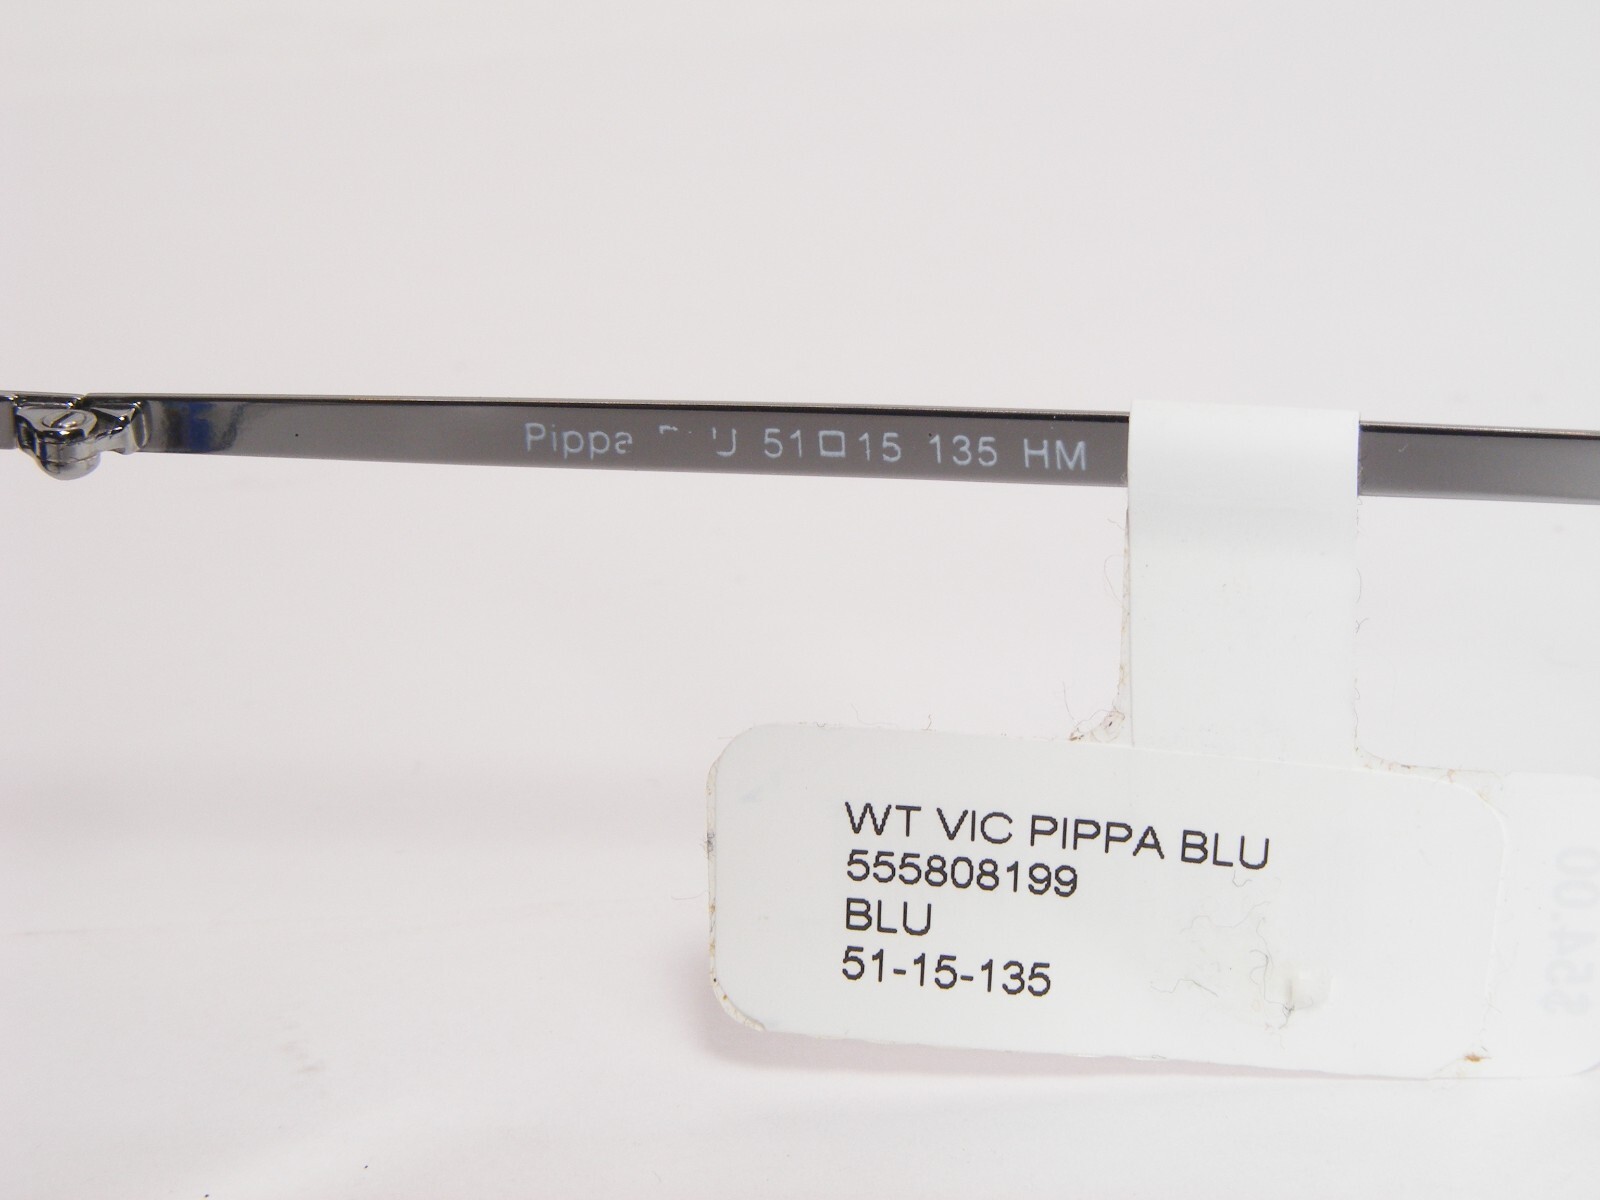 Pippa 51□15 135 HM
WT VIC PIPPA BLU
555808199
BLU
51-15-135